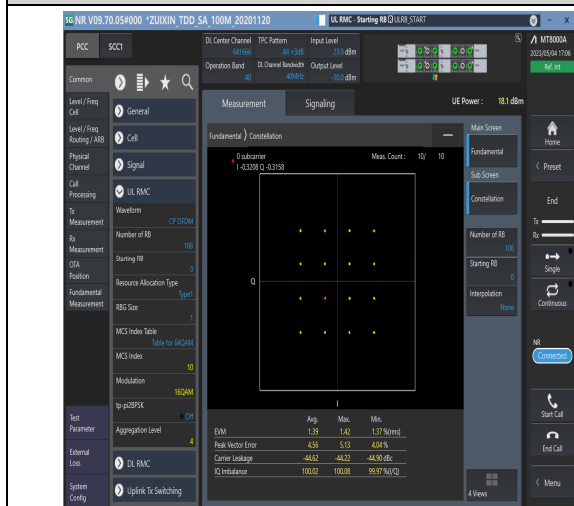 5G NR V09.70.05#000 *ZUIXIN_TDD_SA_100M_20201120
UL RMC - Starting RB ULRB_START
PCC
SCC1
DL Center Channel
641666
TPC Pattern
All +3dB
Input Level
23.0 dBm
Operation Band
48
DL Channel Bandwidth
40MHz
Output Level
-50.0 dBm
MT8000A
2023/05/04 17:06
Ref. Int
Common
Level / Freq
Cell
Level / Freq
Routing / ARB
Physical
Channel
Call
Processing
Tx
Measurement
Rx
Measurement
OTA
Position
Fundamental
Measurement
Test
Parameter
External
Loss
System
Config
General
Cell
Signal
UL RMC
Waveform
CP OFDM
Number of RB
106
Starting RB
0
Resource Allocation Type
Type1
RBG Size
1
MCS Index Table
Table for 64QAM
MCS Index
10
Modulation
16QAM
tp-pi2BPSK
Off
Aggregation Level
4
DL RMC
Uplink Tx Switching
Measurement
Signaling
UE Power : 18.1 dBm
Fundamental Constellation
0 subcarrier
I -0.3208 Q -0.3158
Meas. Count : 10/ 10
Q
I
Avg. Max. Min.
EVM 1.39 1.42 1.37 %(rms)
Peak Vector Error 4.56 5.13 4.04 %
Carrier Leakage -44.62 -44.22 -44.90 dBc
IQ Imbalance 100.02 100.08 99.97 %(I/Q)
Main Screen
Fundamental
Sub Screen
Constellation
Number of RB
106
Starting RB
0
Interpolation
None
4 Views
Home
Preset
End
Tx
Rx
Single
Continuous
NR
Connected
Start Call
End Call
Menu